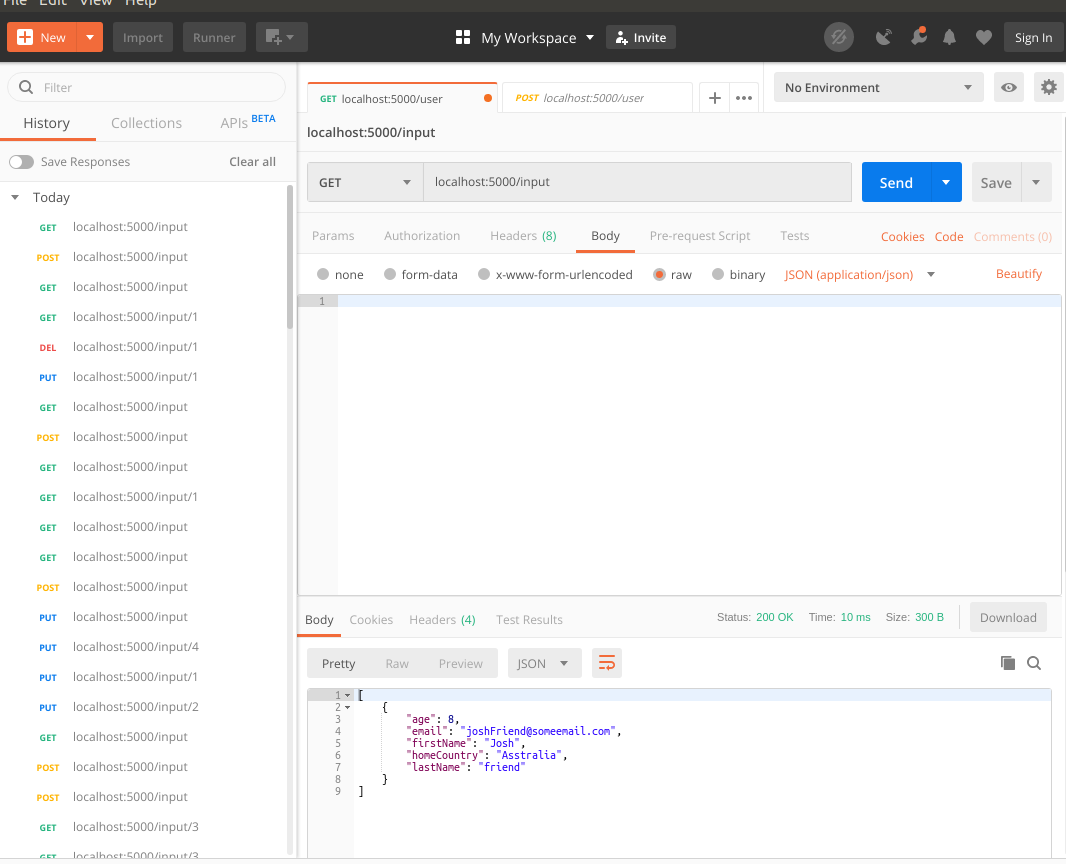 File Edit View Help
New Import Runner My Workspace Invite Sign In
Filter
History Collections APIs BETA
Save Responses Clear all
Today
GET localhost:5000/input
POST localhost:5000/input
GET localhost:5000/input
GET localhost:5000/input/1
DEL localhost:5000/input/1
PUT localhost:5000/input/1
GET localhost:5000/input
POST localhost:5000/input
GET localhost:5000/input
GET localhost:5000/input/1
GET localhost:5000/input
GET localhost:5000/input
POST localhost:5000/input
PUT localhost:5000/input
PUT localhost:5000/input/4
PUT localhost:5000/input/1
PUT localhost:5000/input/2
GET localhost:5000/input
POST localhost:5000/input
POST localhost:5000/input
GET localhost:5000/input/3
GET localhost:5000/input/3
GET localhost:5000/user POST localhost:5000/user + ••• No Environment
localhost:5000/input
GET localhost:5000/input Send Save
Params Authorization Headers (8) Body Pre-request Script Tests Cookies Code Comments (0)
none form-data x-www-form-urlencoded raw binary JSON (application/json) Beautify
1
Body Cookies Headers (4) Test Results Status: 200 OK Time: 10 ms Size: 300 B Download
Pretty Raw Preview JSON
1 [
2 {
3 "age": 8,
4 "email": "joshFriend@someemail.com",
5 "firstName": "Josh",
6 "homeCountry": "Asstralia",
7 "lastName": "friend"
8 }
9 ]